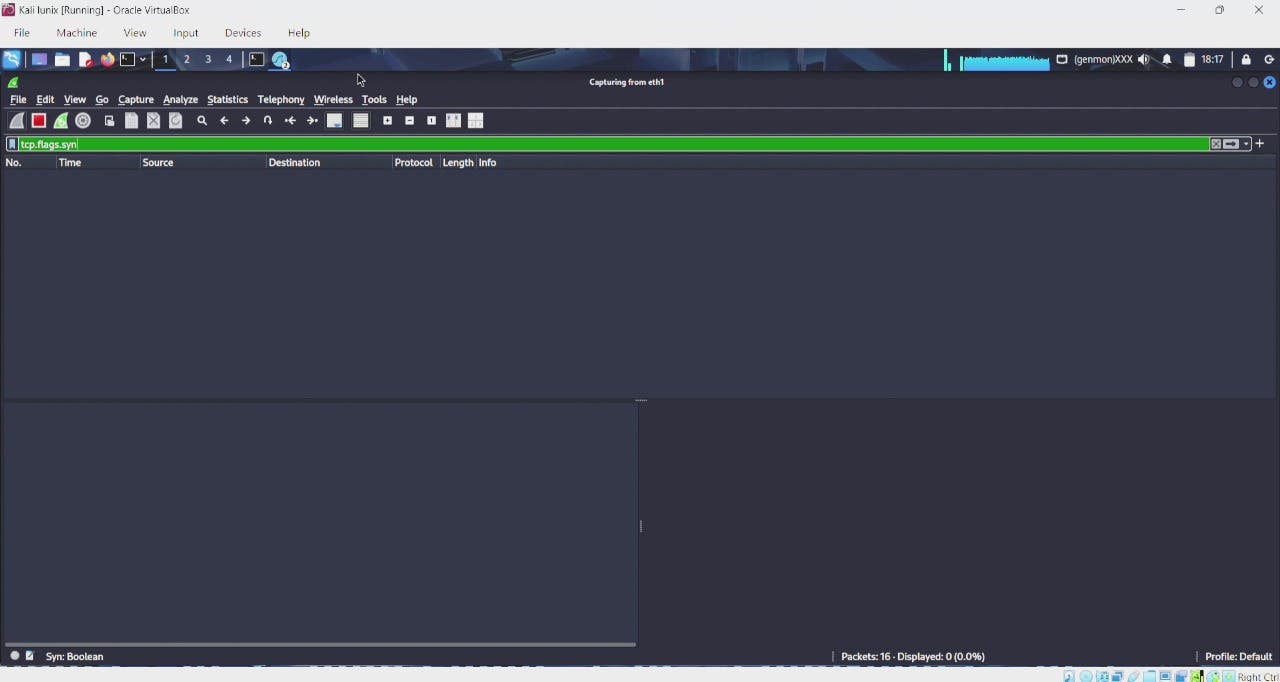 Kali lunix [Running] - Oracle VirtualBox
File Machine View Input Devices Help
1 2 3 4 (genmon)XXX 18:17
Capturing from eth1
File Edit View Go Capture Analyze Statistics Telephony Wireless Tools Help
tcp.flags.syn
No. Time Source Destination Protocol Length Info
Syn: Boolean Packets: 16 · Displayed: 0 (0.0%) Profile: Default
Right Ctrl